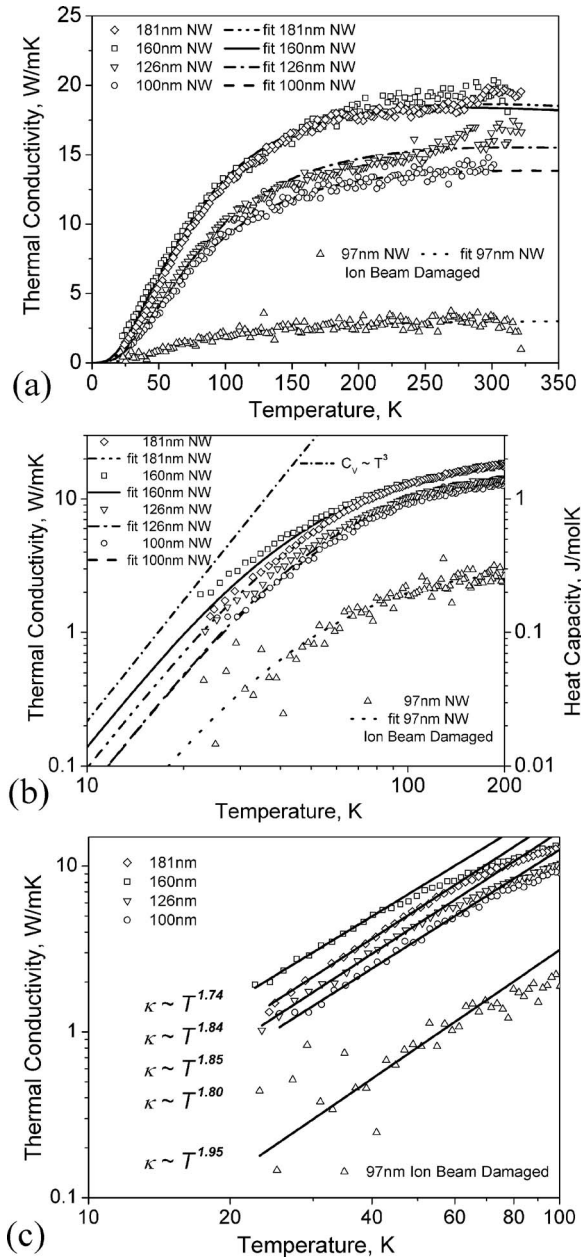 181nm NW fit 181nm NW
160nm NW fit 160nm NW
126nm NW fit 126nm NW
100nm NW fit 100nm NW
97nm NW fit 97nm NW
Ion Beam Damaged
Thermal Conductivity, W/mK
25
20
15
10
5
0
0 50 100 150 200 250 300 350
Temperature, K
(a)
181nm NW
fit 181nm NW
160nm NW
fit 160nm NW
126nm NW
fit 126nm NW
100nm NW
fit 100nm NW
C_V ~ T^3
97nm NW
fit 97nm NW
Ion Beam Damaged
Thermal Conductivity, W/mK
10
1
0.1
Heat Capacity, J/molK
1
0.1
0.01
10 100 200
Temperature, K
(b)
181nm
160nm
126nm
100nm
κ ~ T^1.74
κ ~ T^1.84
κ ~ T^1.85
κ ~ T^1.80
κ ~ T^1.95
97nm Ion Beam Damaged
Thermal Conductivity, W/mK
10
1
0.1
10 20 40 60 80 100
Temperature, K
(c)